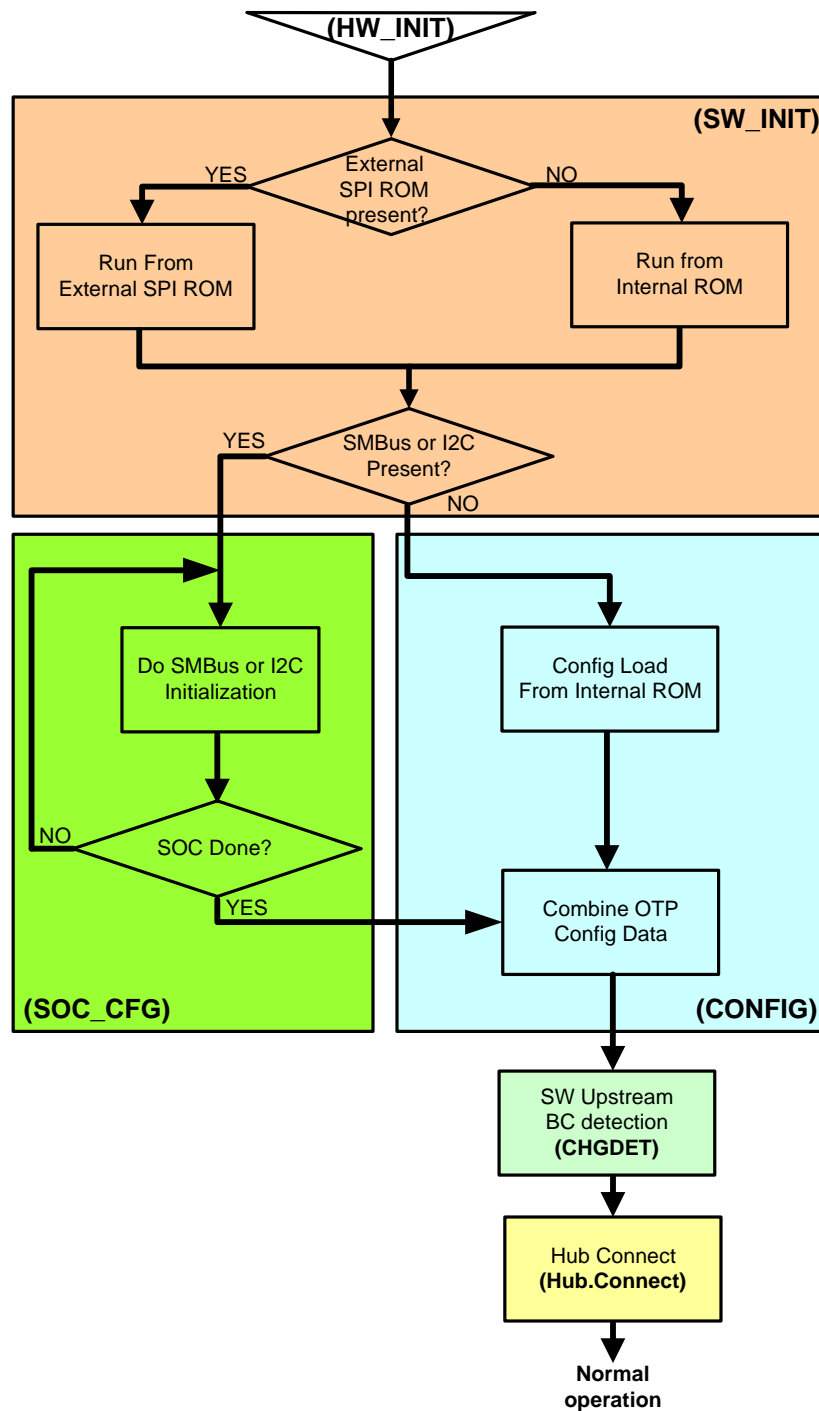 (HW_INIT)
(SW_INIT)
External
SPI ROM
present?
YES
NO
Run From
External SPI ROM
Run from
Internal ROM
YES
SMBus or I2C
Present?
NO
Do SMBus or I2C
Initialization
Config Load
From Internal ROM
NO
SOC Done?
YES
Combine OTP
Config Data
(SOC_CFG)
(CONFIG)
SW Upstream
BC detection
(CHGDET)
Hub Connect
(Hub.Connect)
Normal
operation